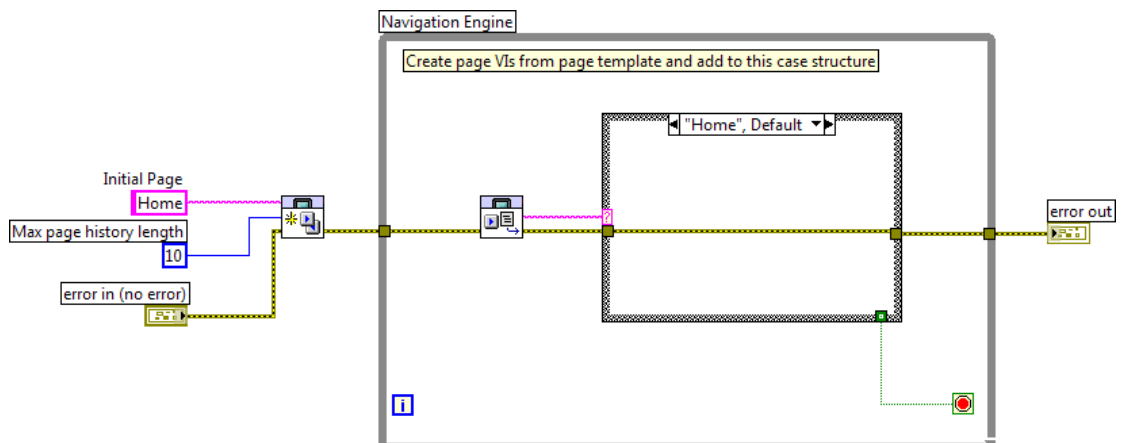 Navigation Engine
Create page VIs from page template and add to this case structure
"Home", Default
Initial Page
Home
Max page history length
10
error in (no error)
?
error out
i